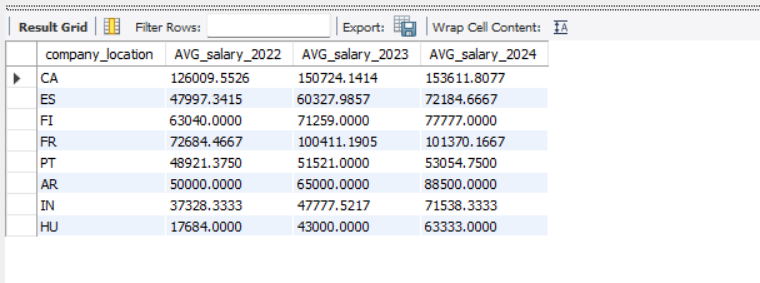 Result Grid Filter Rows: Export: Wrap Cell Content: IA
company_location AVG_salary_2022 AVG_salary_2023 AVG_salary_2024
CA 126009.5526 150724.1414 153611.8077
ES 47997.3415 60327.9857 72184.6667
FI 63040.0000 71259.0000 77777.0000
FR 72684.4667 100411.1905 101370.1667
PT 48921.3750 51521.0000 53054.7500
AR 50000.0000 65000.0000 88500.0000
IN 37328.3333 47777.5217 71538.3333
HU 17684.0000 43000.0000 63333.0000